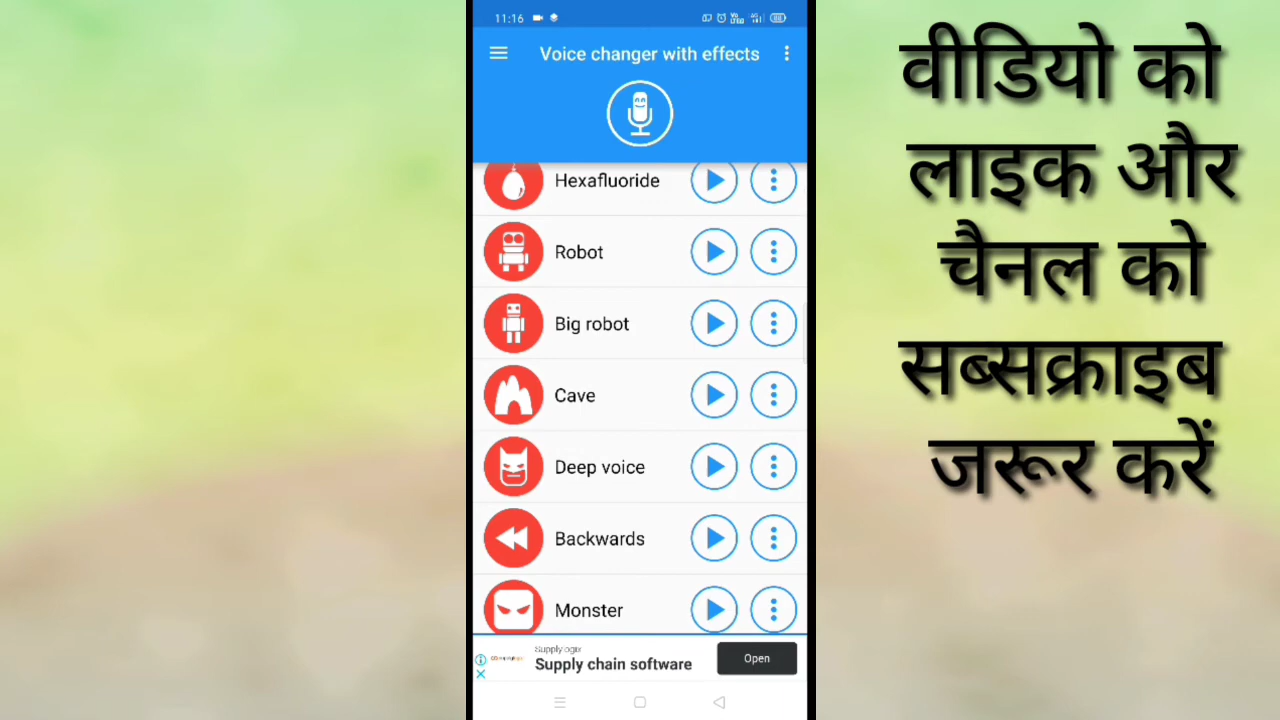 11:16
Voice changer with effects
Hexafluoride
Robot
Big robot
Cave
Deep voice
Backwards
Monster
Supply chain software
Open
वीडियो को
लाइक और
चैनल को
सब्सक्राइब
जरूर करें